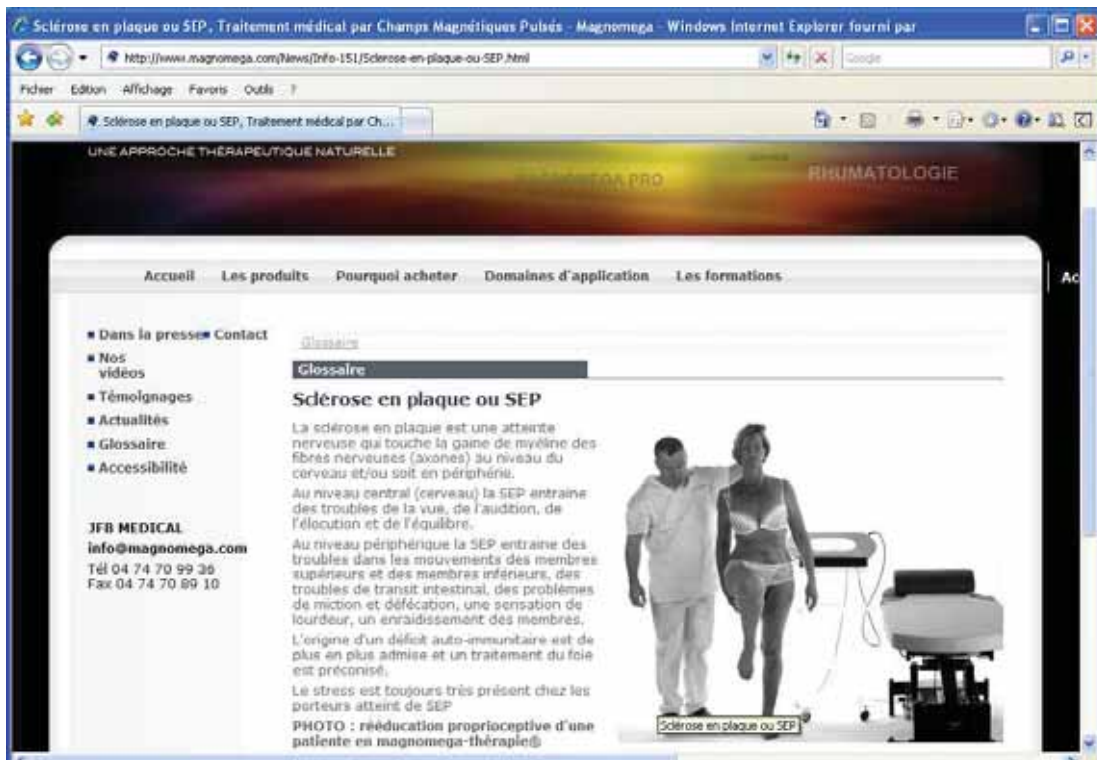 Sclérose en plaque ou SEP, Traitement médical par Champs Magnétiques Pulsés - Magnomega - Windows Internet Explorer fourni par
http://www.magnomega.com/News/Info-151/Sclerose-en-plaque-ou-SEP.html
Google
Fichier Edition Affichage Favoris Outils ?
Sclérose en plaque ou SEP, Traitement médical par Ch...
UNE APPROCHE THÉRAPEUTIQUE NATURELLE
MAGNOMEGA PRO
RHUMATOLOGIE
Accueil Les produits Pourquoi acheter Domaines d'application Les formations
Ac
Dans la presse Contact
Nos
vidéos
Témoignages
Actualités
Glossaire
Accessibilité
JFB MEDICAL
info@magnomega.com
Tél 04 74 70 99 36
Fax 04 74 70 89 10
Glossaire
Glossaire
Sclérose en plaque ou SEP
La sclérose en plaque est une atteinte
nerveuse qui touche la gaine de myéline des
fibres nerveuses (axones) au niveau du
cerveau et/ou soit en périphérie.
Au niveau central (cerveau) la SEP entraine
des troubles de la vue, de l'audition, de
l'élocution et de l'équilibre.
Au niveau périphérique la SEP entraine des
troubles dans les mouvements des membres
supérieurs et des membres inférieurs, des
troubles de transit intestinal, des problèmes
de miction et défécation, une sensation de
lourdeur, un enraidissement des membres.
L'origine d'un déficit auto-immunitaire est de
plus en plus admise et un traitement du foie
est préconisé.
Le stress est toujours très présent chez les
porteurs atteint de SEP
PHOTO : rééducation proprioceptive d'une
patiente en magnomega-thérapie®
Sclérose en plaque ou SEP